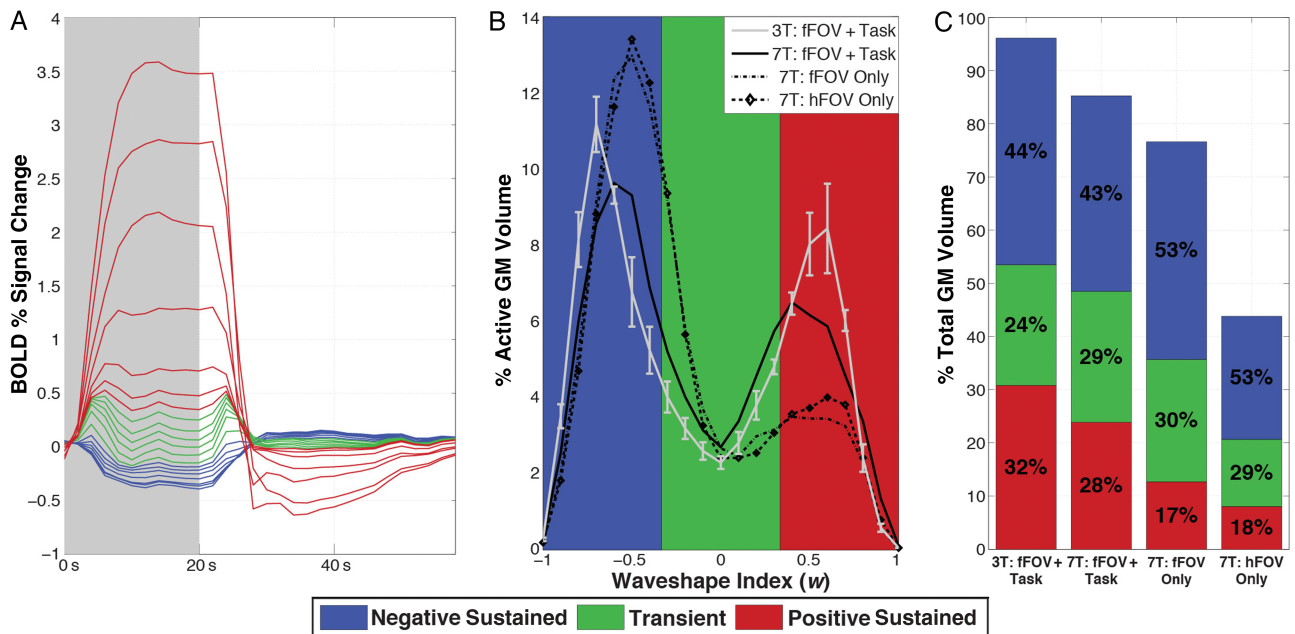 A
BOLD % Signal Change
4
3.5
3
2.5
2
1.5
1
0.5
0
−0.5
−1
0 s
20 s
40 s
B
% Active GM Volume
14
12
10
8
6
4
2
0
−1
−0.5
0
0.5
1
Waveshape Index (w)
3T: fFOV + Task
7T: fFOV + Task
7T: fFOV Only
7T: hFOV Only
C
% Total GM Volume
100
90
80
70
60
50
40
30
20
10
0
44%
24%
32%
43%
29%
28%
53%
30%
17%
53%
29%
18%
3T: fFOV+
Task
7T: fFOV+
Task
7T: fFOV
Only
7T: hFOV
Only
Negative Sustained
Transient
Positive Sustained